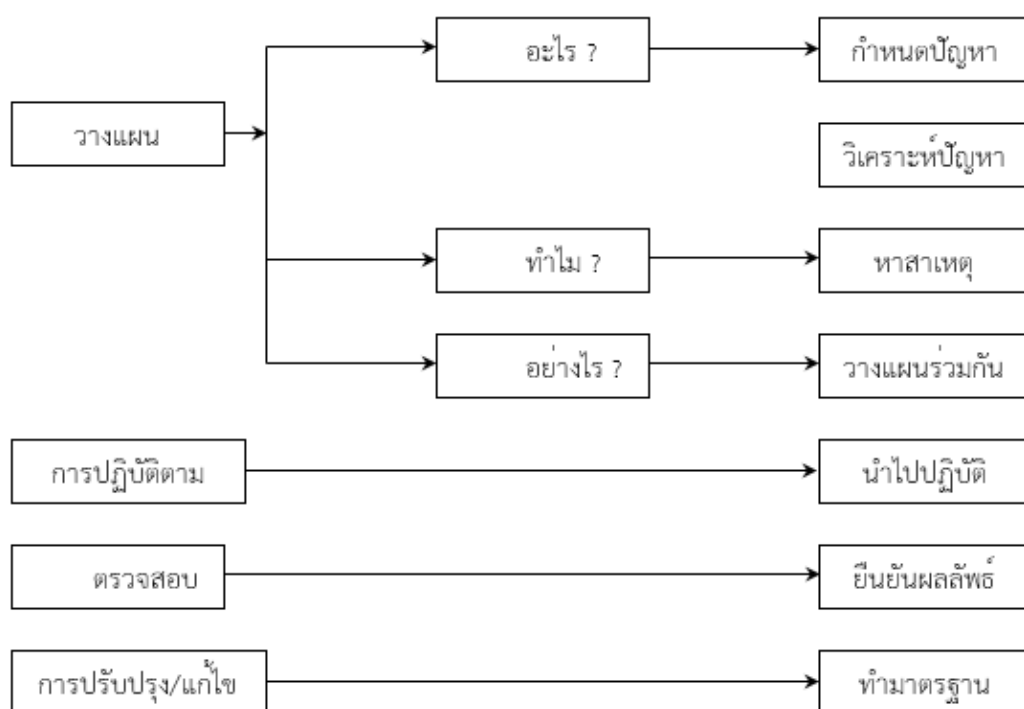 อะไร ?
กำหนดปัญหา
วางแผน
วิเคราะห์ปัญหา
ทำไม ?
หาสาเหตุ
อย่างไร ?
วางแผนร่วมกัน
การปฏิบัติตาม
นำไปปฏิบัติ
ตรวจสอบ
ยืนยันผลลัพธ์
การปรับปรุง/แก้ไข
ทำมาตรฐาน